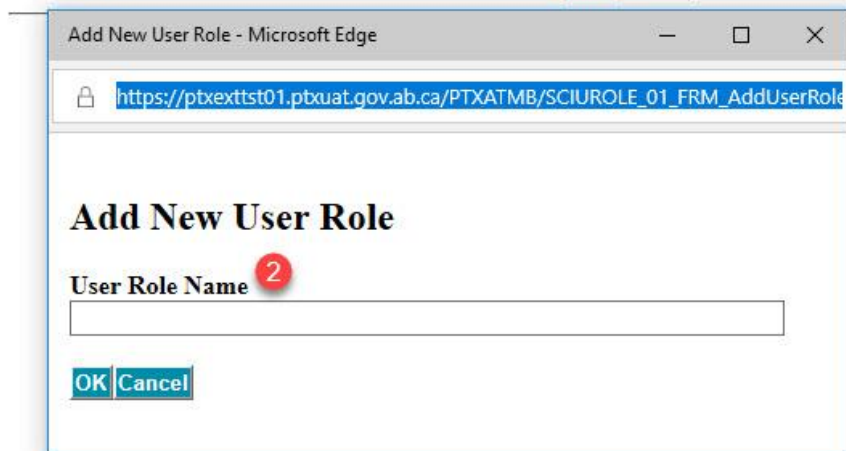 Add New User Role - Microsoft Edge
https://ptxexttst01.ptxuat.gov.ab.ca/PTXATMB/SCIUROLE_01_FRM_AddUserRole
Add New User Role
User Role Name 2
OK Cancel